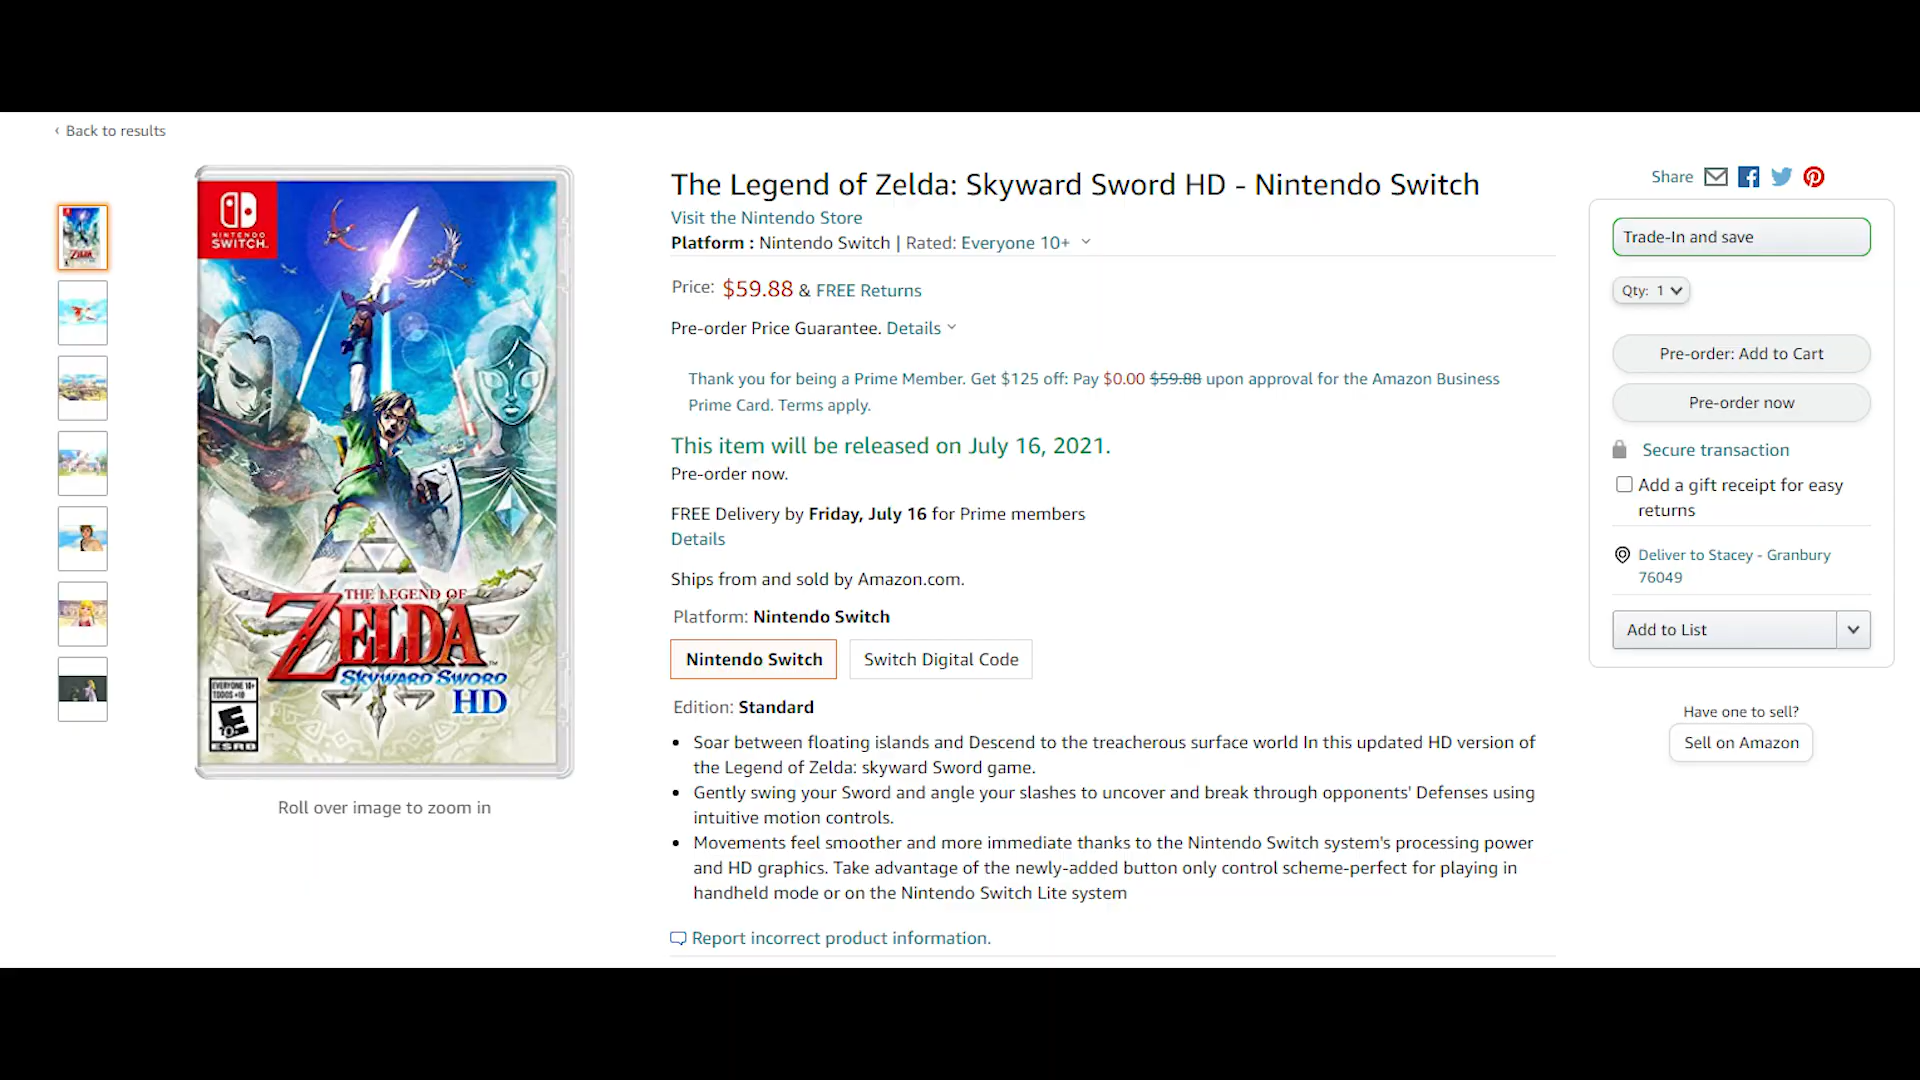 ‹ Back to results
NINTENDO
SWITCH.
THE LEGEND OF
ZELDA
SKYWARD SWORD
HD
EVERYONE 10+
TODOS +10
E
10+
ESRB
Roll over image to zoom in
The Legend of Zelda: Skyward Sword HD - Nintendo Switch
Visit the Nintendo Store
Platform : Nintendo Switch | Rated: Everyone 10+
Price: $59.88 & FREE Returns
Pre-order Price Guarantee. Details
Thank you for being a Prime Member. Get $125 off: Pay $0.00 $59.88 upon approval for the Amazon Business
Prime Card. Terms apply.
This item will be released on July 16, 2021.
Pre-order now.
FREE Delivery by Friday, July 16 for Prime members
Details
Ships from and sold by Amazon.com.
Platform: Nintendo Switch
Nintendo Switch Switch Digital Code
Edition: Standard
• Soar between floating islands and Descend to the treacherous surface world In this updated HD version of
the Legend of Zelda: skyward Sword game.
• Gently swing your Sword and angle your slashes to uncover and break through opponents' Defenses using
intuitive motion controls.
• Movements feel smoother and more immediate thanks to the Nintendo Switch system's processing power
and HD graphics. Take advantage of the newly-added button only control scheme-perfect for playing in
handheld mode or on the Nintendo Switch Lite system
Report incorrect product information.
Share
Trade-In and save
Qty: 1
Pre-order: Add to Cart
Pre-order now
Secure transaction
Add a gift receipt for easy
returns
Deliver to Stacey - Granbury
76049
Add to List
Have one to sell?
Sell on Amazon